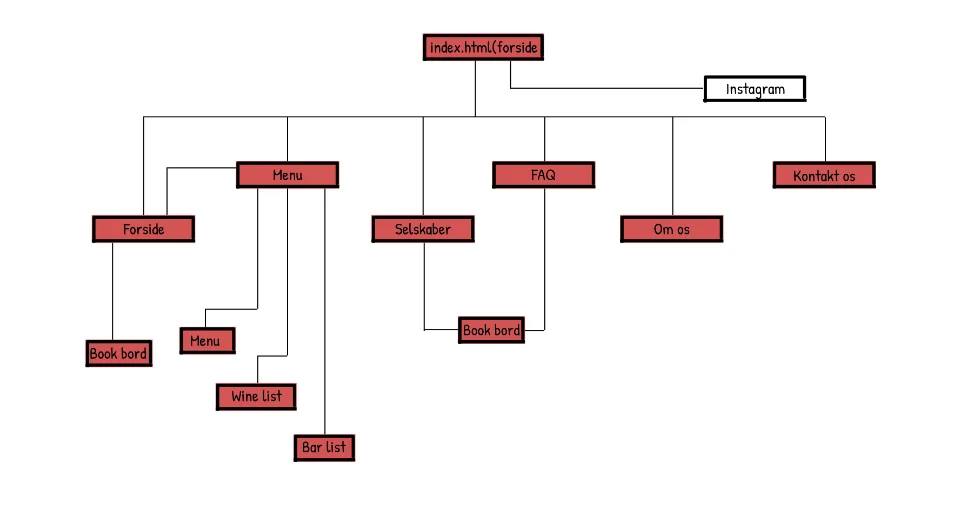 index.html(forside
Instagram
Menu
FAQ
Kontakt os
Forside
Selskaber
Om os
Book bord
Menu
Book bord
Wine list
Bar list